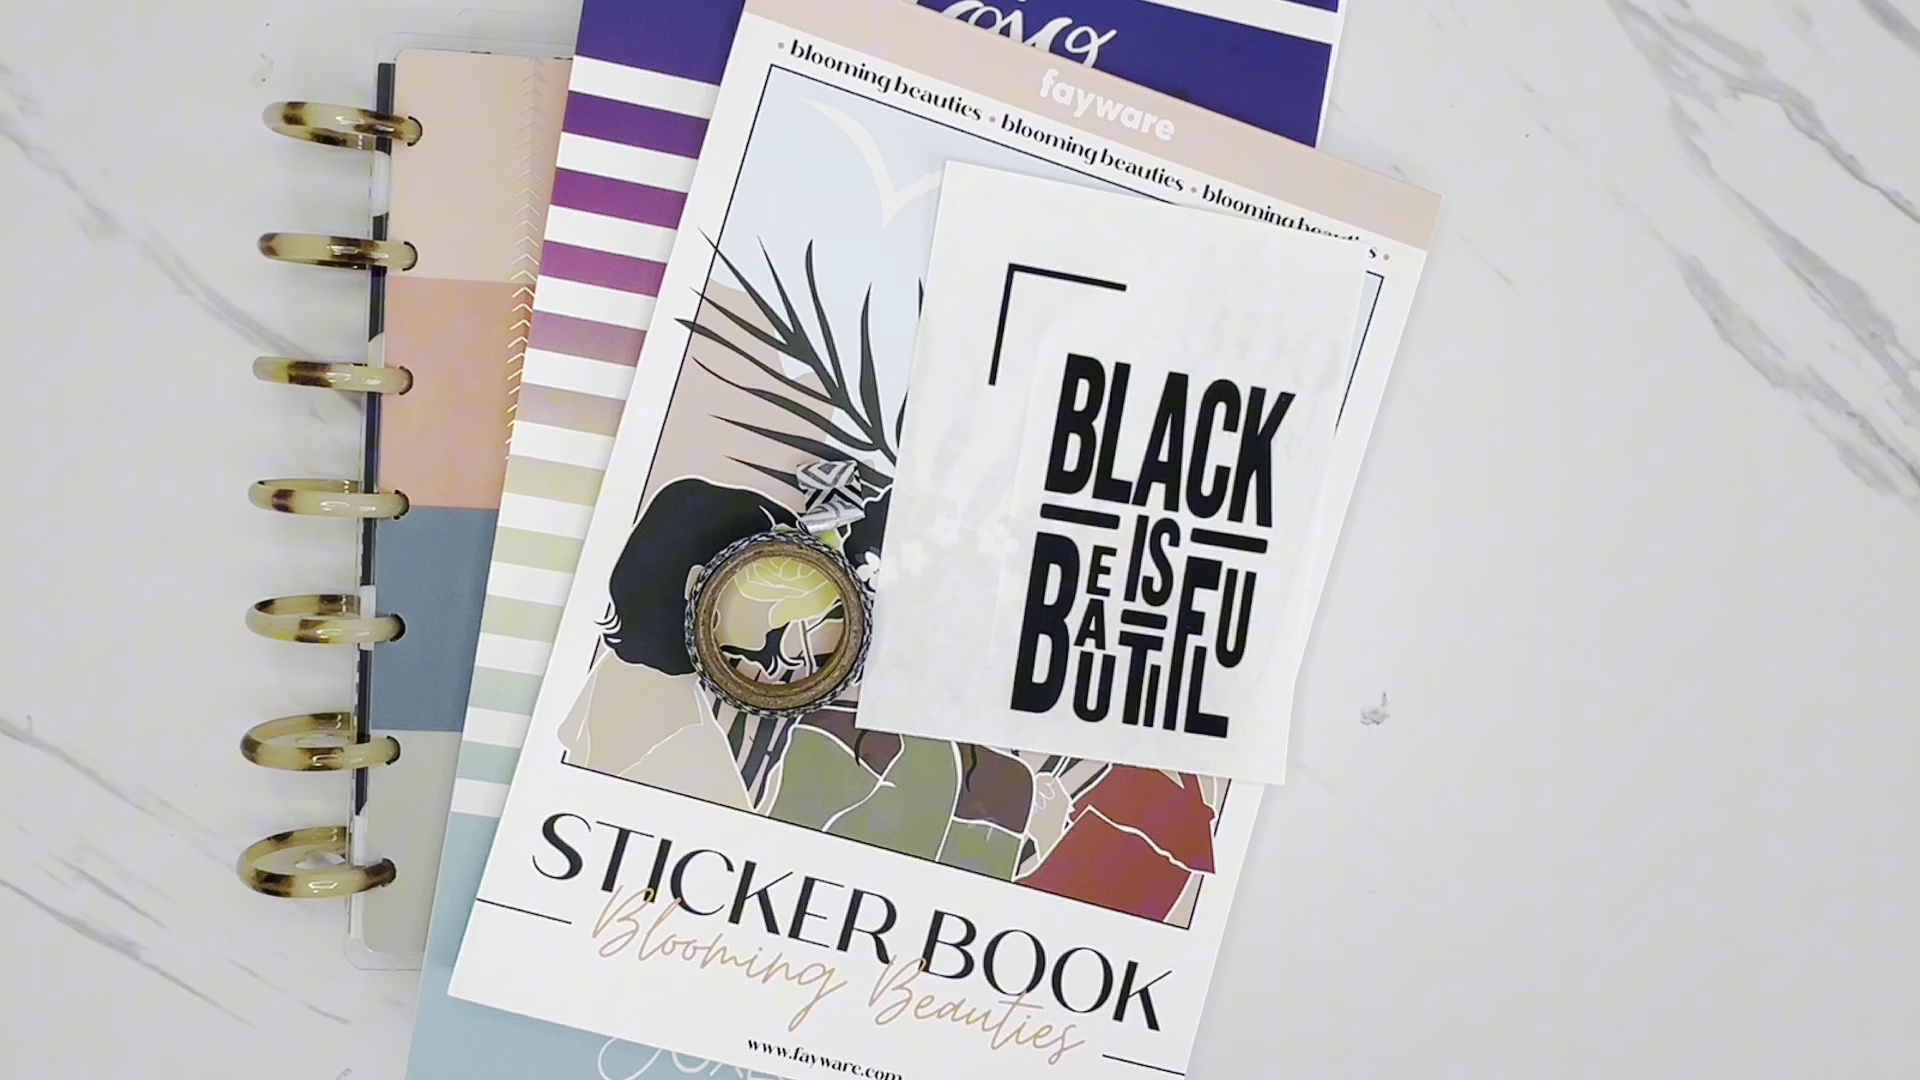 fayware
• blooming beauties • blooming beauties • blooming beauties •
BLACK
IS
BEAUTIFUL
STICKER BOOK
Blooming Beauties
www.fayware.com